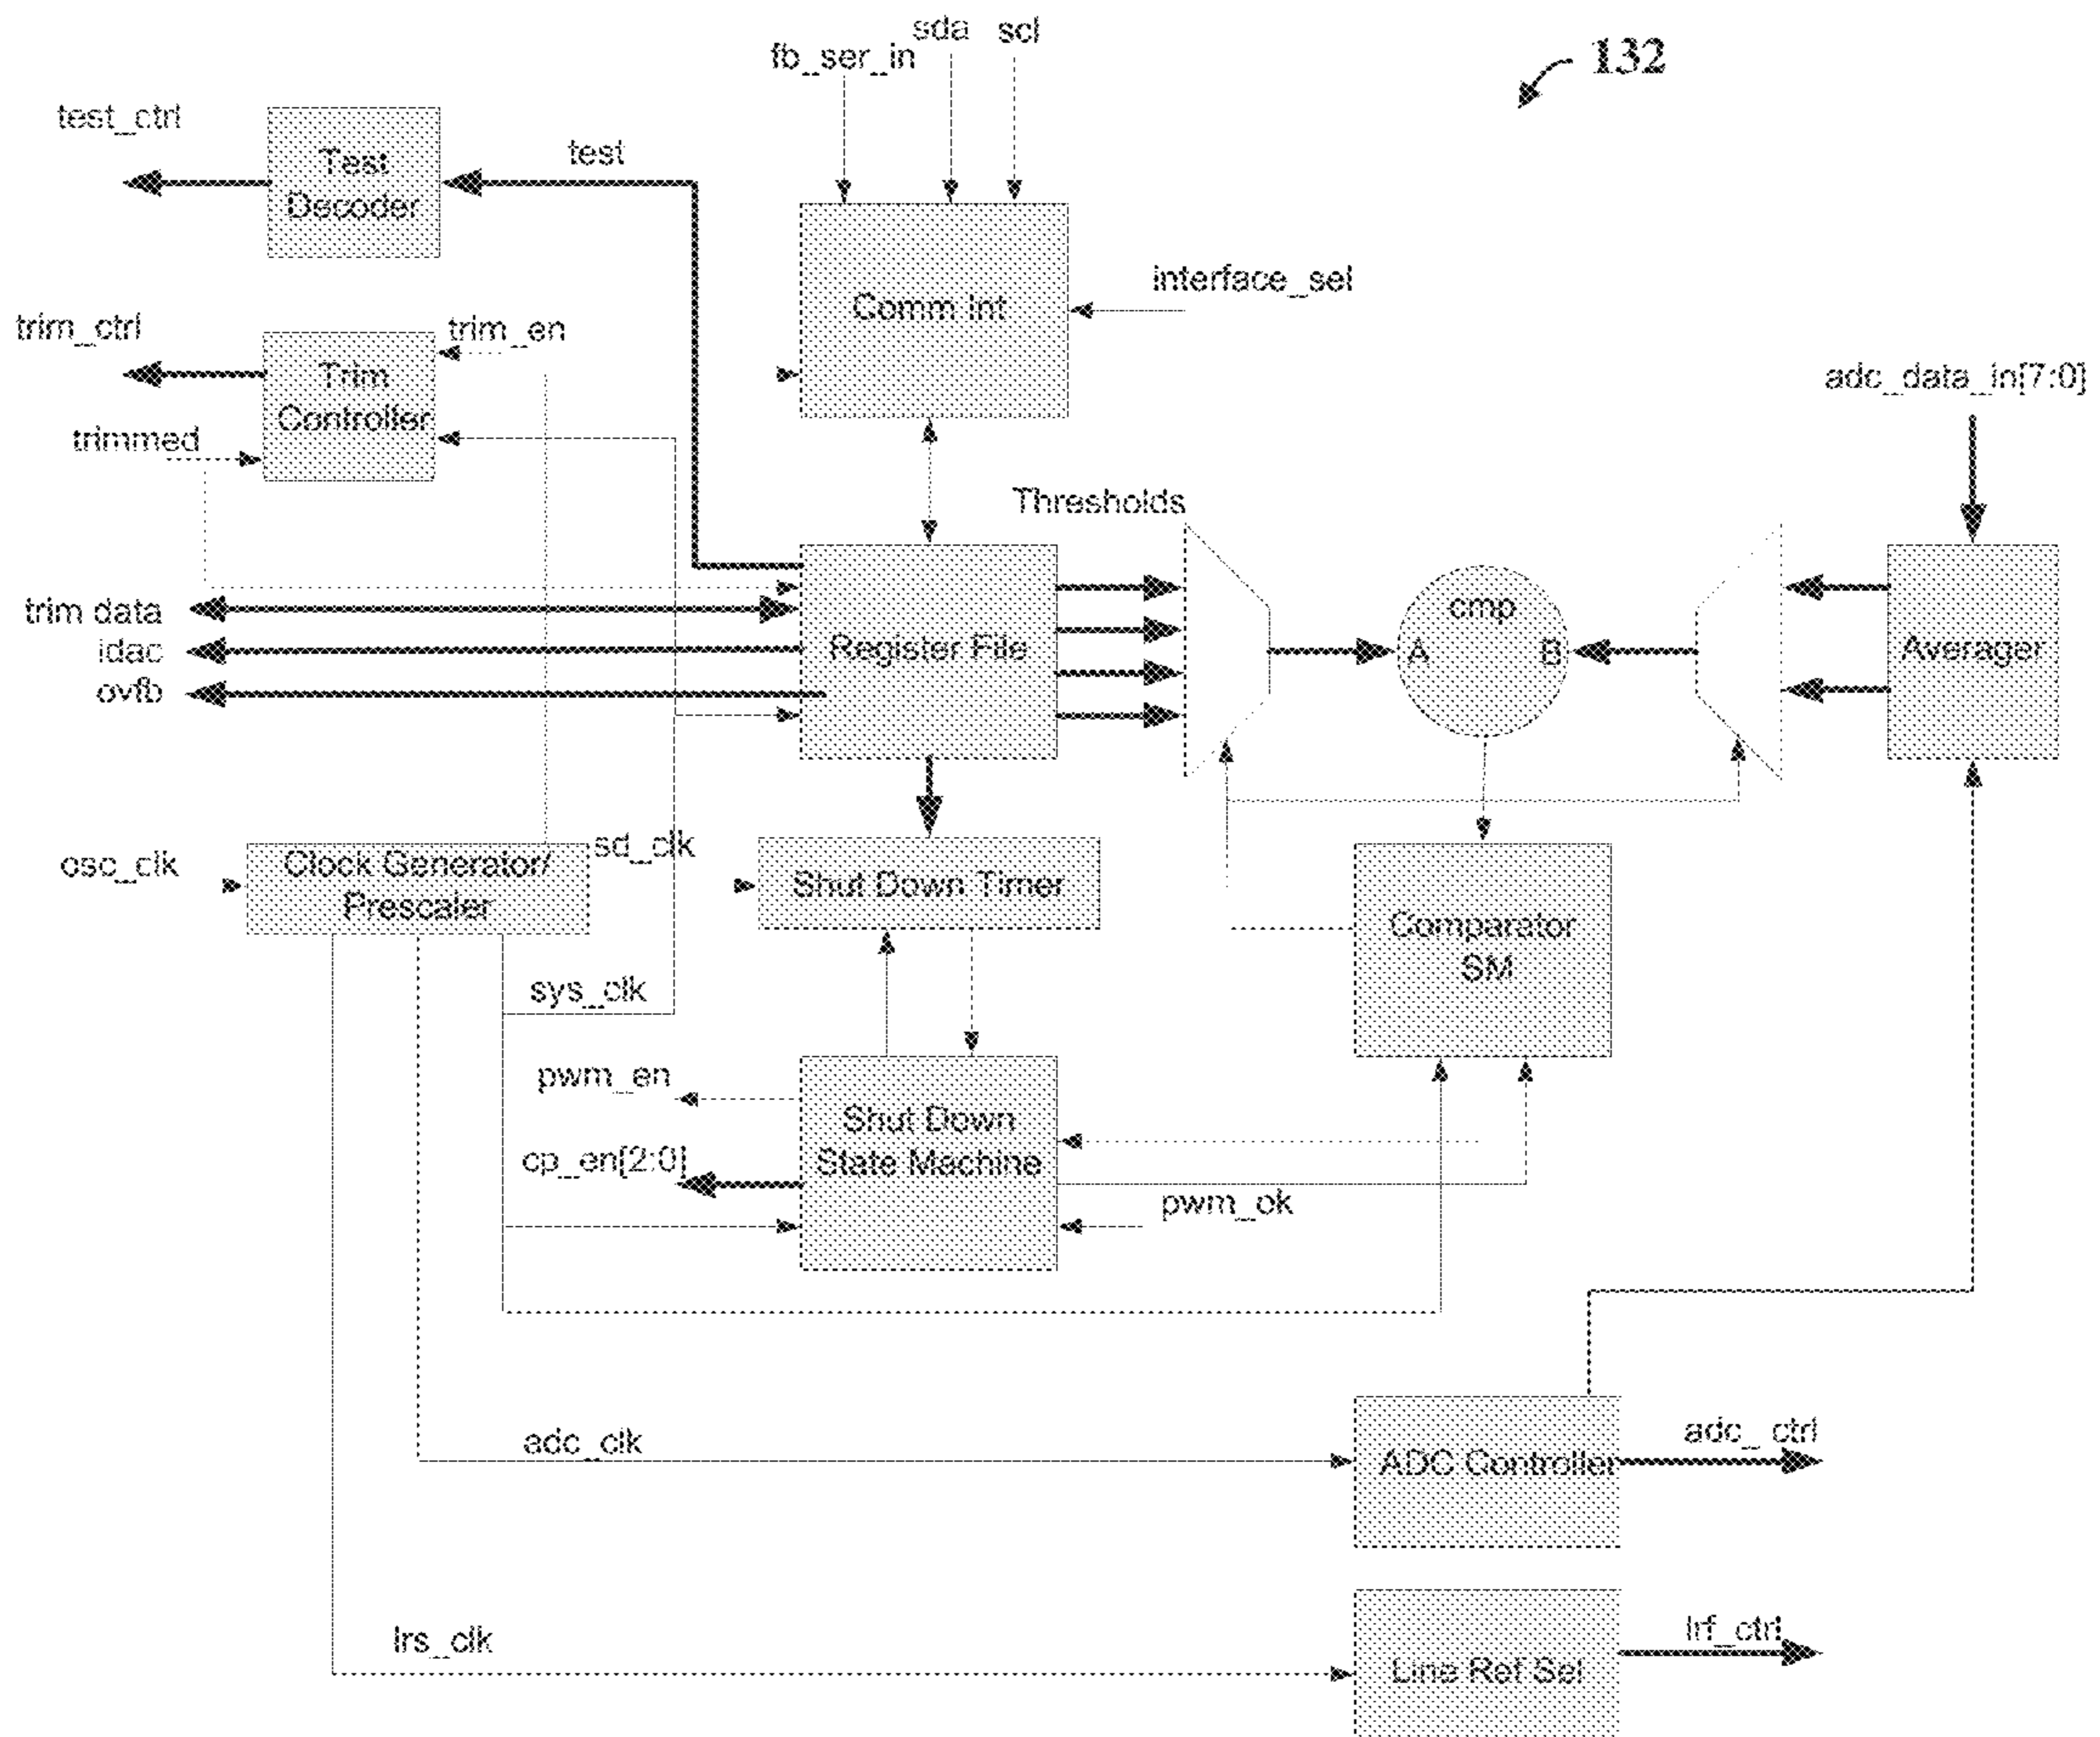 sda
scl
fb_ser_in
132
test_ctrl
Test
Decoder
test
interface_sel
Comm Int
trim_ctrl
trim_en
Trim
Controller
trimmed
adc_data_in[7:0]
Thresholds
trim data
idac
ovfb
Register File
cmp
A
B
Averager
osc_clk
Clock Generator/
Prescaler
sd_clk
Shut Down Timer
Comparator
SM
sys_clk
pwm_en
cp_en[2:0]
Shut Down
State Machine
pwm_ok
adc_clk
ADC Controller
adc_ ctrl
lrs_clk
Line Ref Sel
lrf_ctrl